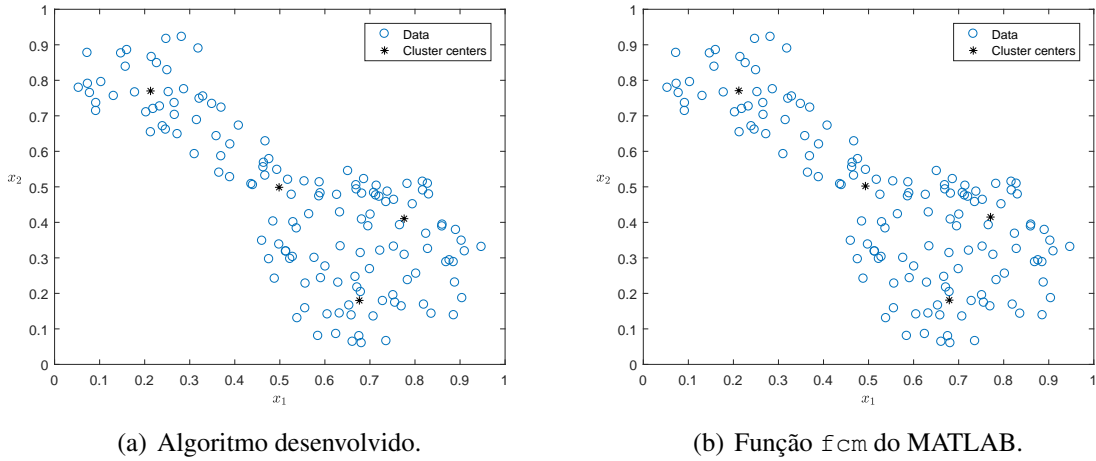 1
0.9
0.8
0.7
0.6
x2
0.5
0.4
0.3
0.2
0.1
0
0 0.1 0.2 0.3 0.4 0.5 0.6 0.7 0.8 0.9 1
x1
Data
Cluster centers
(a) Algoritmo desenvolvido.
1
0.9
0.8
0.7
0.6
x2
0.5
0.4
0.3
0.2
0.1
0
0 0.1 0.2 0.3 0.4 0.5 0.6 0.7 0.8 0.9 1
x1
Data
Cluster centers
(b) Função fcm do MATLAB.